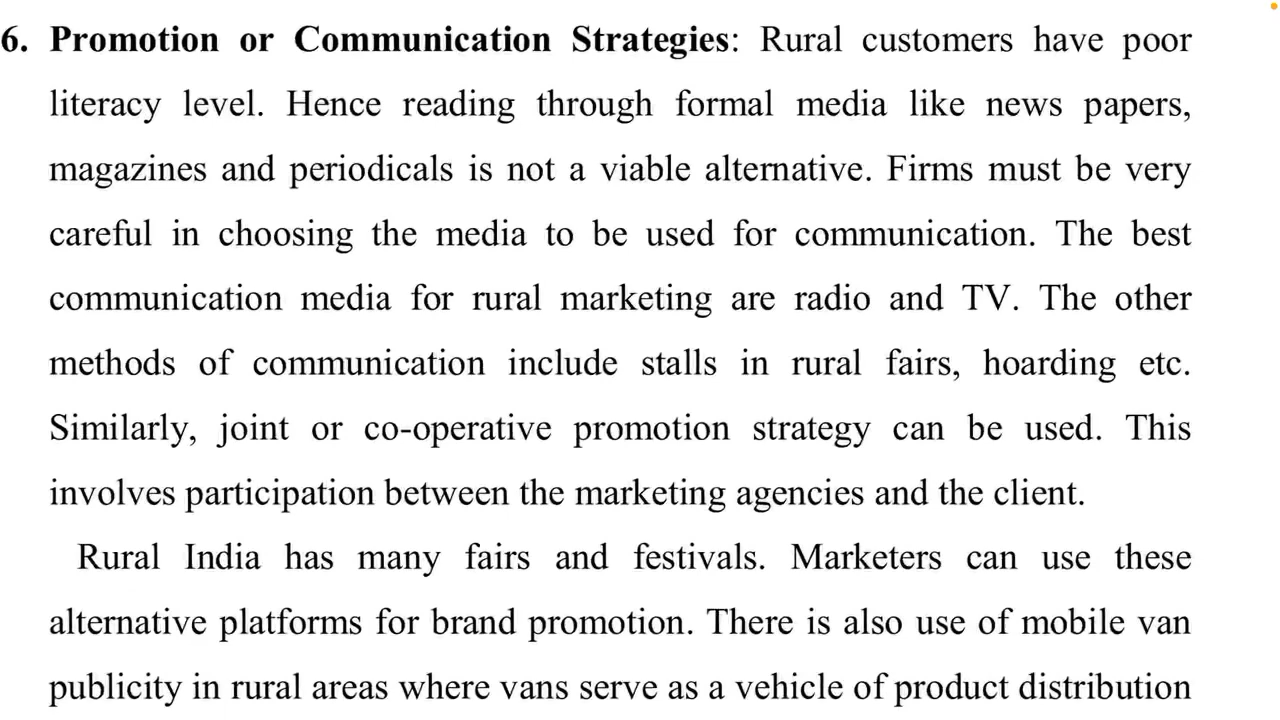 6. Promotion or Communication Strategies: Rural customers have poor
literacy level. Hence reading through formal media like news papers,
magazines and periodicals is not a viable alternative. Firms must be very
careful in choosing the media to be used for communication. The best
communication media for rural marketing are radio and TV. The other
methods of communication include stalls in rural fairs, hoarding etc.
Similarly, joint or co-operative promotion strategy can be used. This
involves participation between the marketing agencies and the client.
Rural India has many fairs and festivals. Marketers can use these
alternative platforms for brand promotion. There is also use of mobile van
publicity in rural areas where vans serve as a vehicle of product distribution